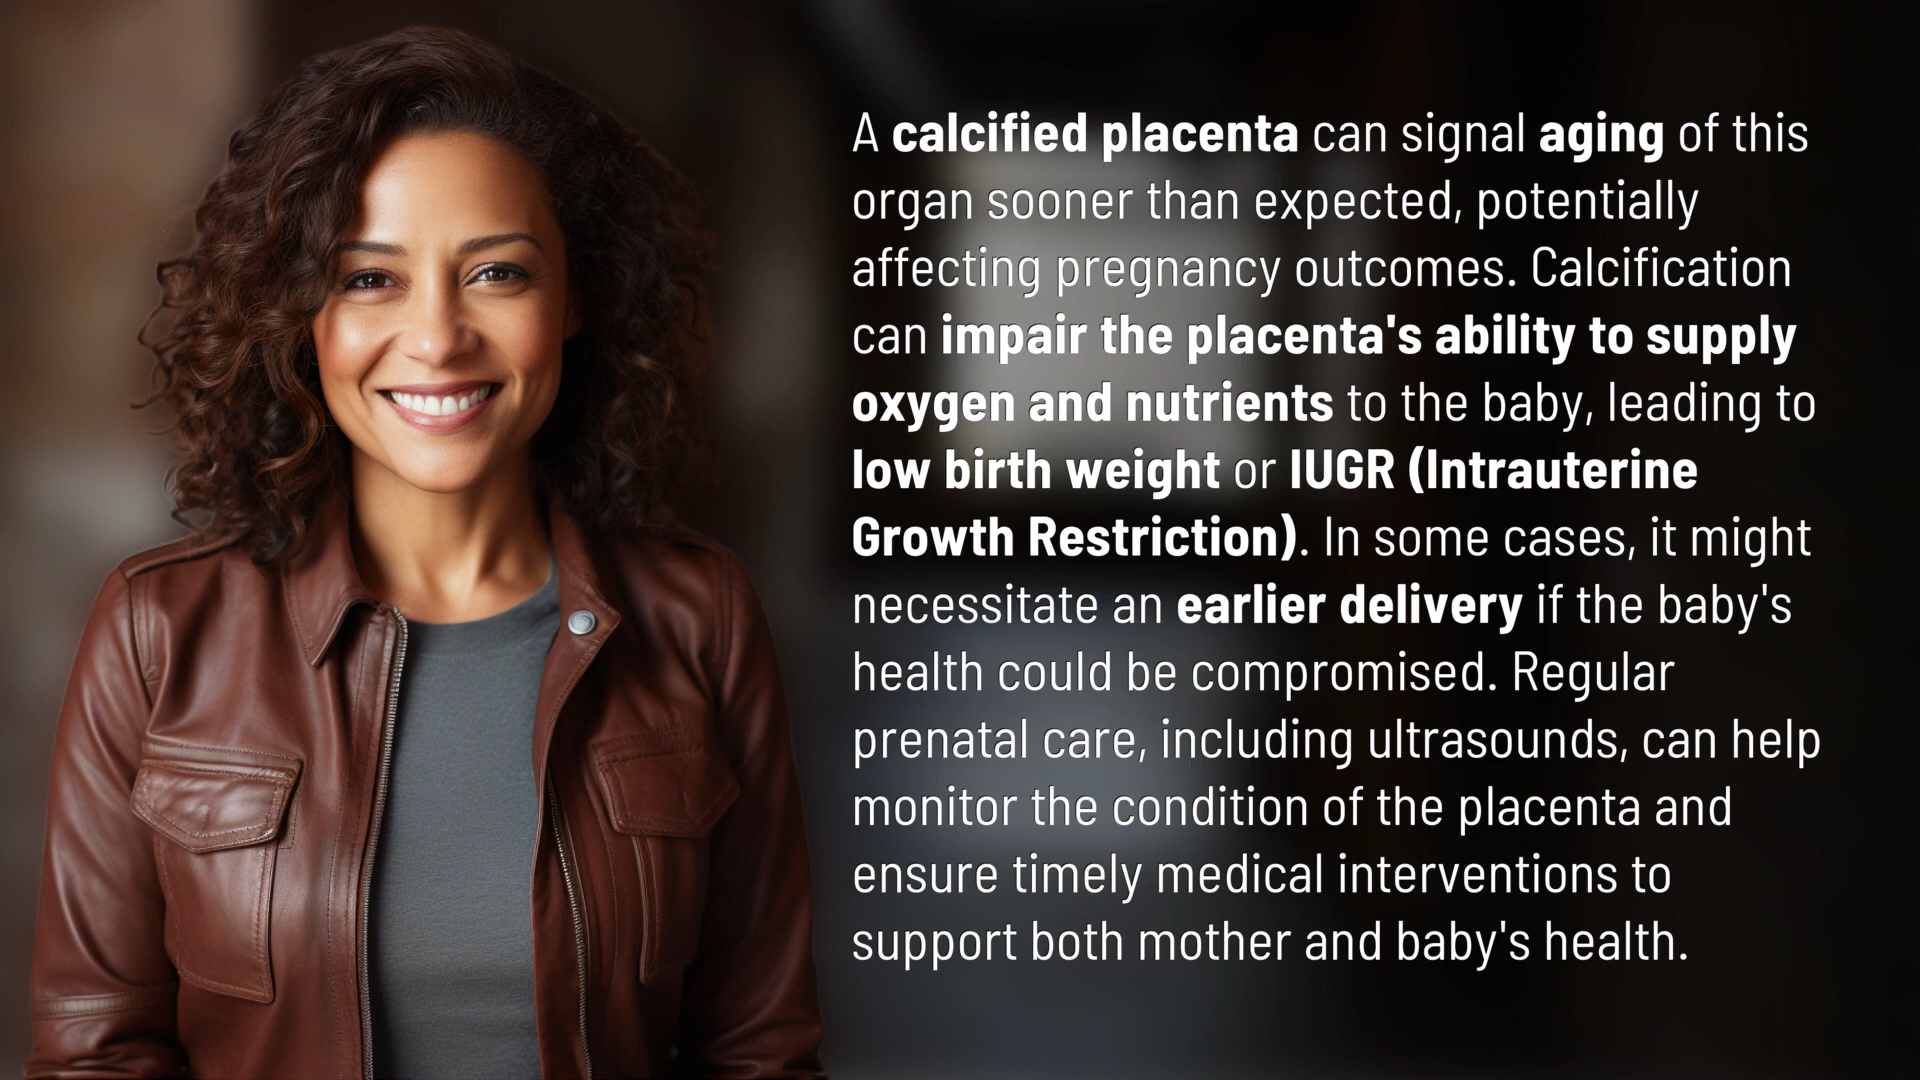 A calcified placenta can signal aging of this
organ sooner than expected, potentially
affecting pregnancy outcomes. Calcification
can impair the placenta's ability to supply
oxygen and nutrients to the baby, leading to
low birth weight or IUGR (Intrauterine
Growth Restriction). In some cases, it might
necessitate an earlier delivery if the baby's
health could be compromised. Regular
prenatal care, including ultrasounds, can help
monitor the condition of the placenta and
ensure timely medical interventions to
support both mother and baby's health.